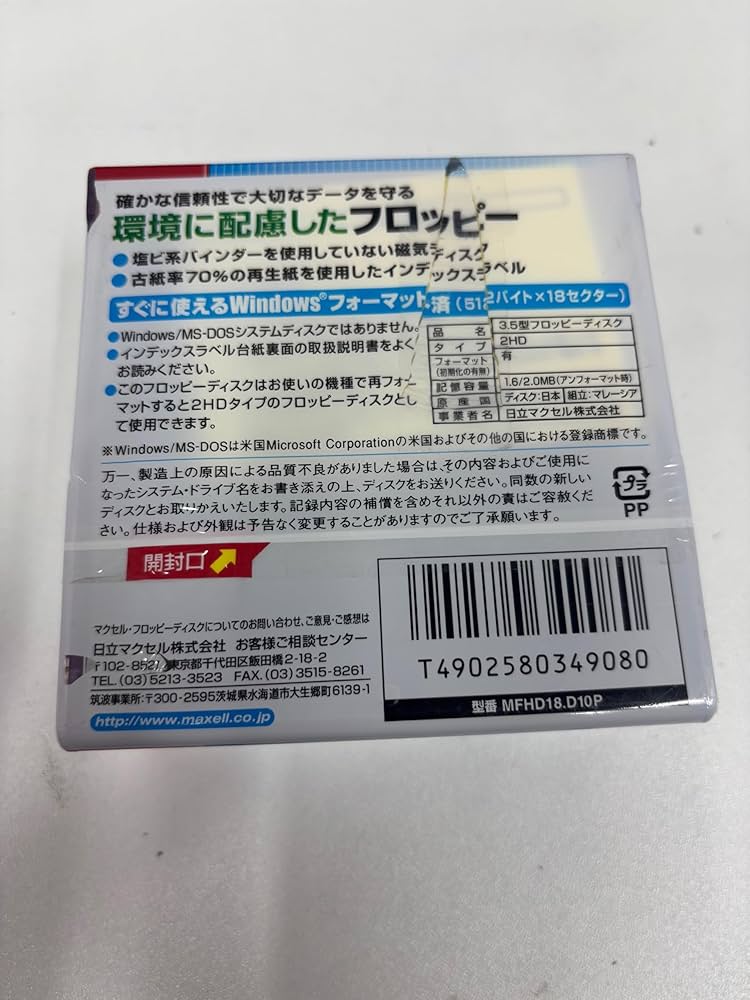 確かな信頼性で大切なデータを守る
環境に配慮したフロッピー
●塩ビ系バインダーを使用していない磁気ディスク
●古紙率70%の再生紙を使用したインデックスラベル
すぐに使えるWindows®フォーマット済(512バイト×18セクター)
●Windows/MS-DOSシステムディスクではありません。
●インデックスラベル台紙裏面の取扱説明書をよく
お読みください。
●このフロッピーディスクはお使いの機種で再フォー
マットすると2HDタイプのフロッピーディスクとし
て使用できます。
品名 3.5型フロッピーディスク
タイプ 2HD
フォーマット(初期化の有無) 有
記憶容量 1.6/2.0MB(アンフォーマット時)
原産国 ディスク:日本 組立:マレーシア
事業者名 日立マクセル株式会社
※Windows/MS-DOSは米国Microsoft Corporationの米国およびその他の国における登録商標です。
万一、製造上の原因による品質不良がありました場合は、その内容およびご使用に
なったシステム・ドライブ名をお書き添えの上、ディスクをお送りください。同数の新しい
ディスクとお取りかえいたします。記録内容の補償を含めそれ以外の責はご容赦くだ
さい。仕様および外観は予告なく変更することがありますのでご了承願います。
プラ
PP
開封口
マクセル・フロッピーディスクについてのお問い合わせ、ご意見・ご感想は
日立マクセル株式会社 お客様ご相談センター
〒102-8521 東京都千代田区飯田橋2-18-2
TEL.(03)5213-3523 FAX.(03)3515-8261
筑波事業所:〒300-2595茨城県水海道市大生郷町6139-1
http://www.maxell.co.jp
T4902580349080
型番 MFHD18.D10P